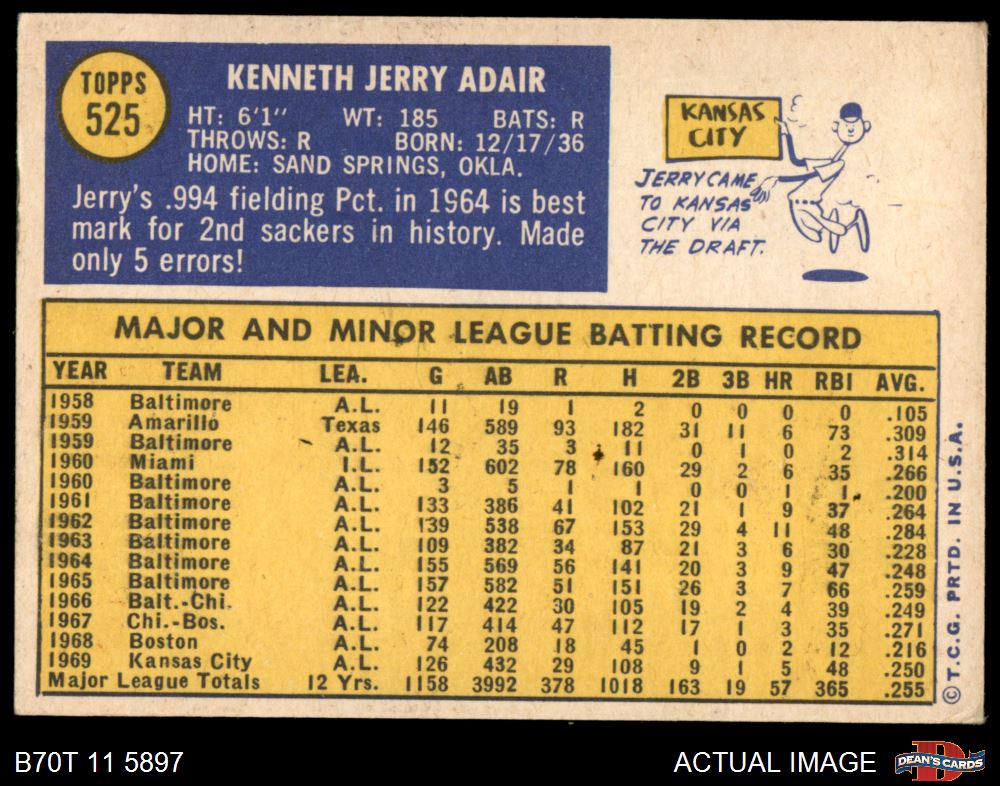 TOPPS
525
KENNETH JERRY ADAIR
HT: 6'1" WT: 185 BATS: R
THROWS: R BORN: 12/17/36
HOME: SAND SPRINGS, OKLA.
Jerry's .994 fielding Pct. in 1964 is best
mark for 2nd sackers in history. Made
only 5 errors!
KANSAS
CITY
JERRY CAME
TO KANSAS
CITY VIA
THE DRAFT.
MAJOR AND MINOR LEAGUE BATTING RECORD
YEAR TEAM LEA. G AB R H 2B 3B HR RBI AVG.
1958 Baltimore A.L. 11 19 1 2 0 0 0 0 .105
1959 Amarillo Texas 146 589 93 182 31 11 6 73 .309
1959 Baltimore A.L. 12 35 3 11 0 1 0 2 .314
1960 Miami I.L. 152 602 78 160 29 2 6 35 .266
1960 Baltimore A.L. 3 5 1 1 0 0 1 1 .200
1961 Baltimore A.L. 133 386 41 102 21 1 9 37 .264
1962 Baltimore A.L. 139 538 67 153 29 4 11 48 .284
1963 Baltimore A.L. 109 382 34 87 21 3 6 30 .228
1964 Baltimore A.L. 155 569 56 141 20 3 9 47 .248
1965 Baltimore A.L. 157 582 51 151 26 3 7 66 .259
1966 Balt.-Chi. A.L. 122 422 30 105 19 2 4 39 .249
1967 Chi.-Bos. A.L. 117 414 47 112 17 1 3 35 .271
1968 Boston A.L. 74 208 18 45 1 0 2 12 .216
1969 Kansas City A.L. 126 432 29 108 9 1 5 48 .250
Major League Totals 12 Yrs. 1158 3992 378 1018 163 19 57 365 .255
© T.C.G. PRTD. IN U.S.A.
B70T 11 5897
ACTUAL IMAGE
DEAN'S CARDS